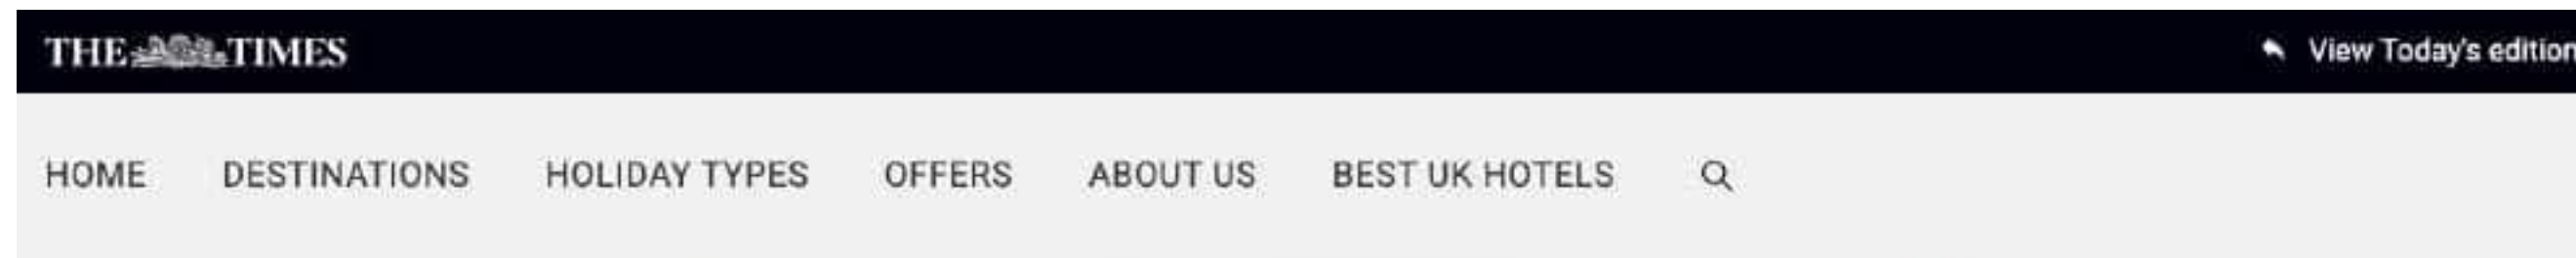 THE TIMES View Today's edition
HOME DESTINATIONS HOLIDAY TYPES OFFERS ABOUT US BEST UK HOTELS